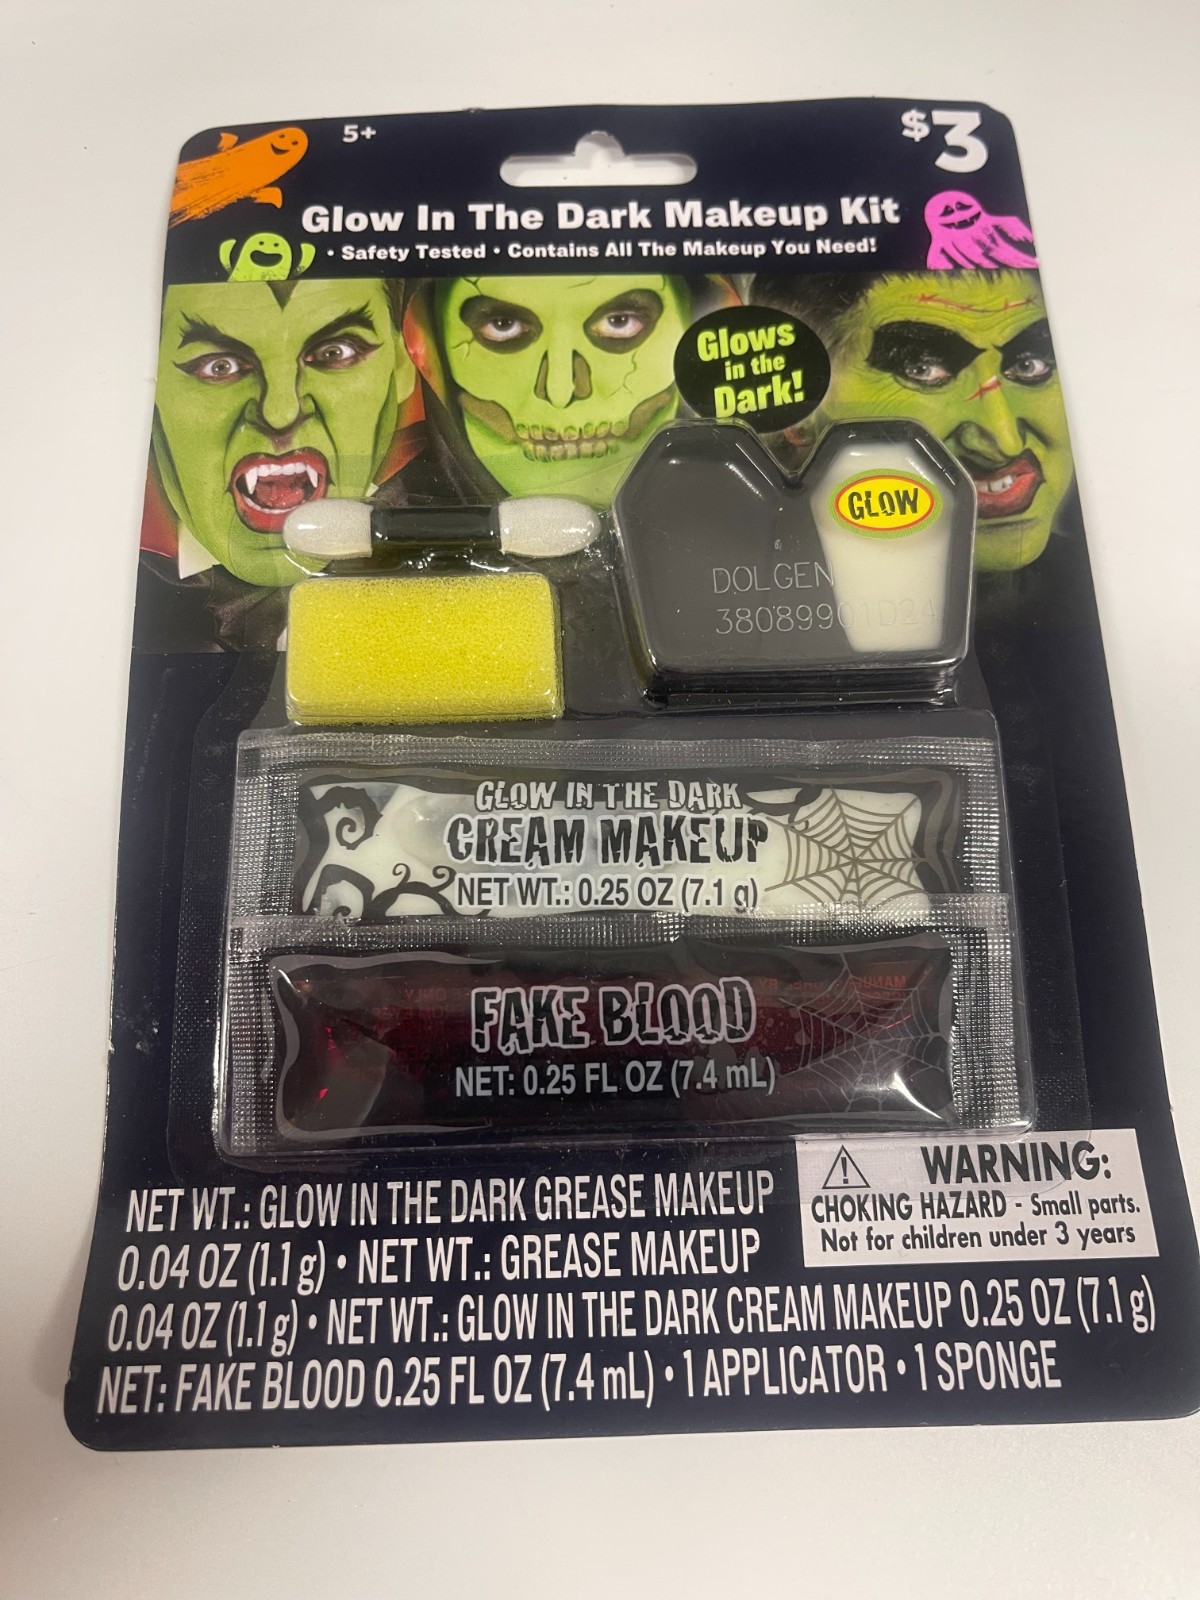 5+
$3
Glow In The Dark Makeup Kit
• Safety Tested • Contains All The Makeup You Need!
Glows
in the
Dark!
GLOW
DOLGEN
38089901D24
GLOW IN THE DARK
CREAM MAKEUP
NET WT.: 0.25 OZ (7.1 g)
FAKE BLOOD
NET: 0.25 FL OZ (7.4 mL)
WARNING:
CHOKING HAZARD - Small parts.
Not for children under 3 years
NET WT.: GLOW IN THE DARK GREASE MAKEUP
0.04 OZ (1.1 g) • NET WT.: GREASE MAKEUP
0.04 OZ (1.1 g) • NET WT.: GLOW IN THE DARK CREAM MAKEUP 0.25 OZ (7.1 g)
NET: FAKE BLOOD 0.25 FL OZ (7.4 mL) • 1 APPLICATOR • 1 SPONGE